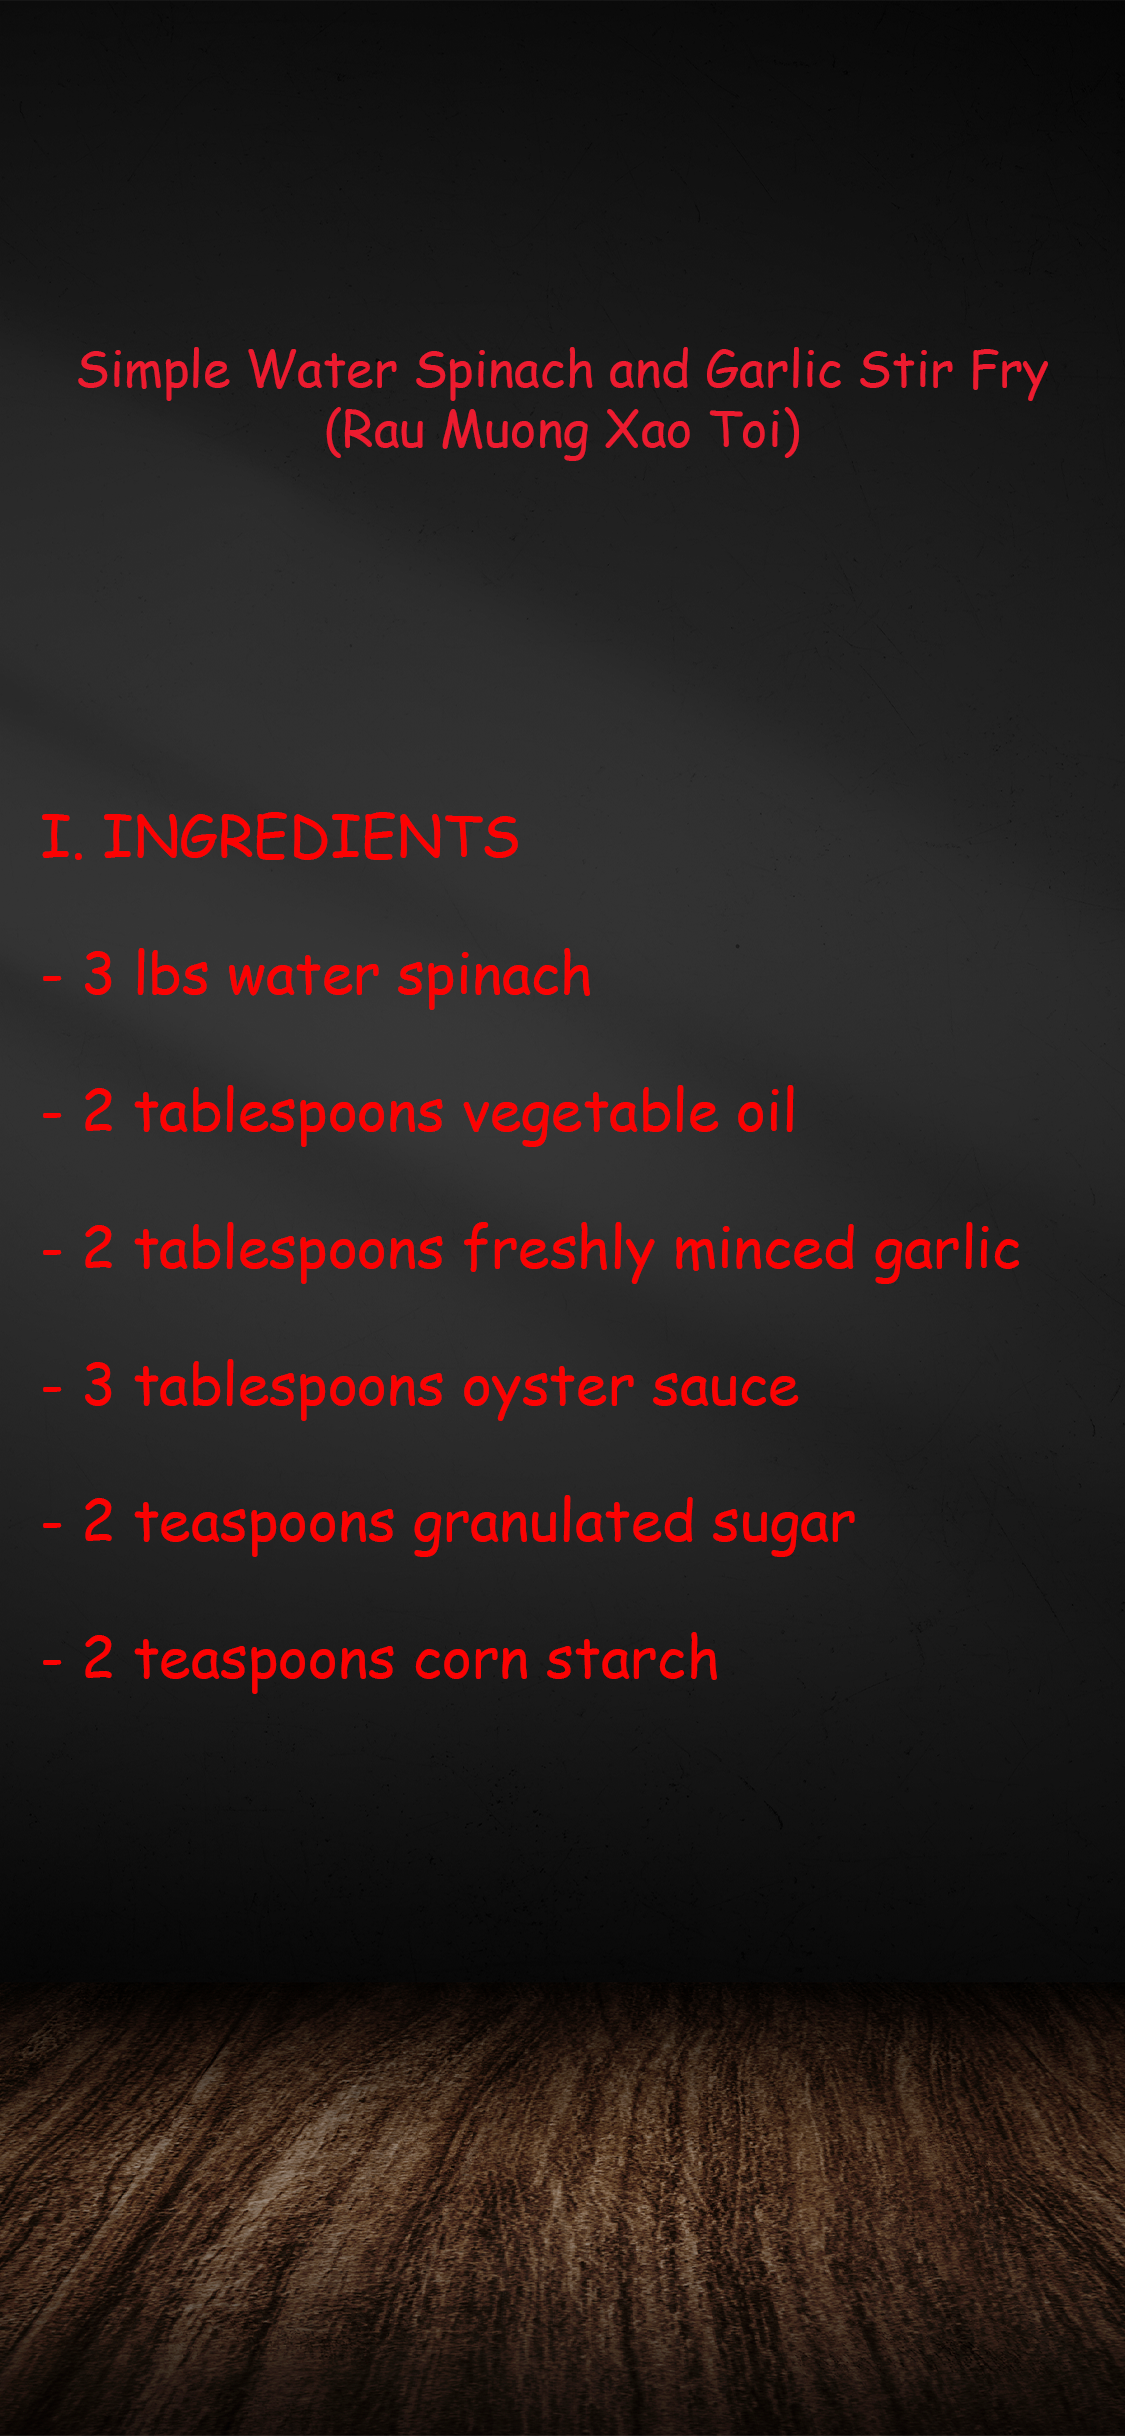 Simple Water Spinach and Garlic Stir Fry
(Rau Muong Xao Toi)
I. INGREDIENTS
- 3 lbs water spinach
- 2 tablespoons vegetable oil
- 2 tablespoons freshly minced garlic
- 3 tablespoons oyster sauce
- 2 teaspoons granulated sugar
- 2 teaspoons corn starch